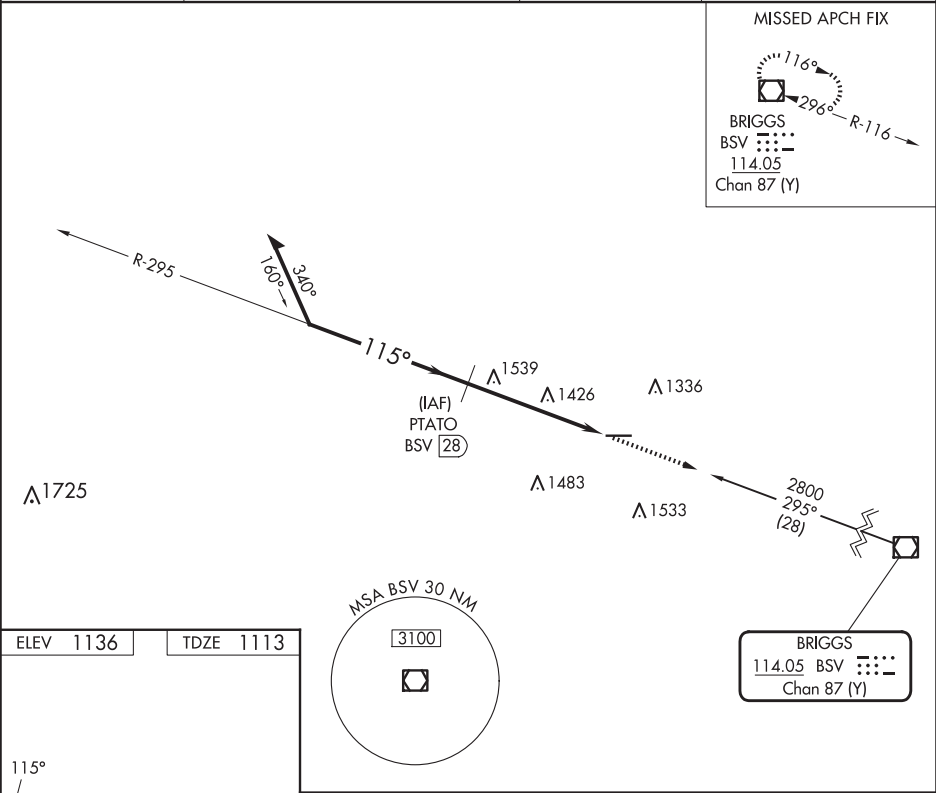 MISSED APCH FIX
116°
296°
R-116
BRIGGS
BSV
114.05
Chan 87 (Y)
R-295
160°
340°
115°
(IAF)
PTATO
BSV 28
1539
1426
1336
1725
1483
1533
2800
295°
(28)
MSA BSV 30 NM
3100
BRIGGS
114.05 BSV
Chan 87 (Y)
ELEV 1136
TDZE 1113
115°